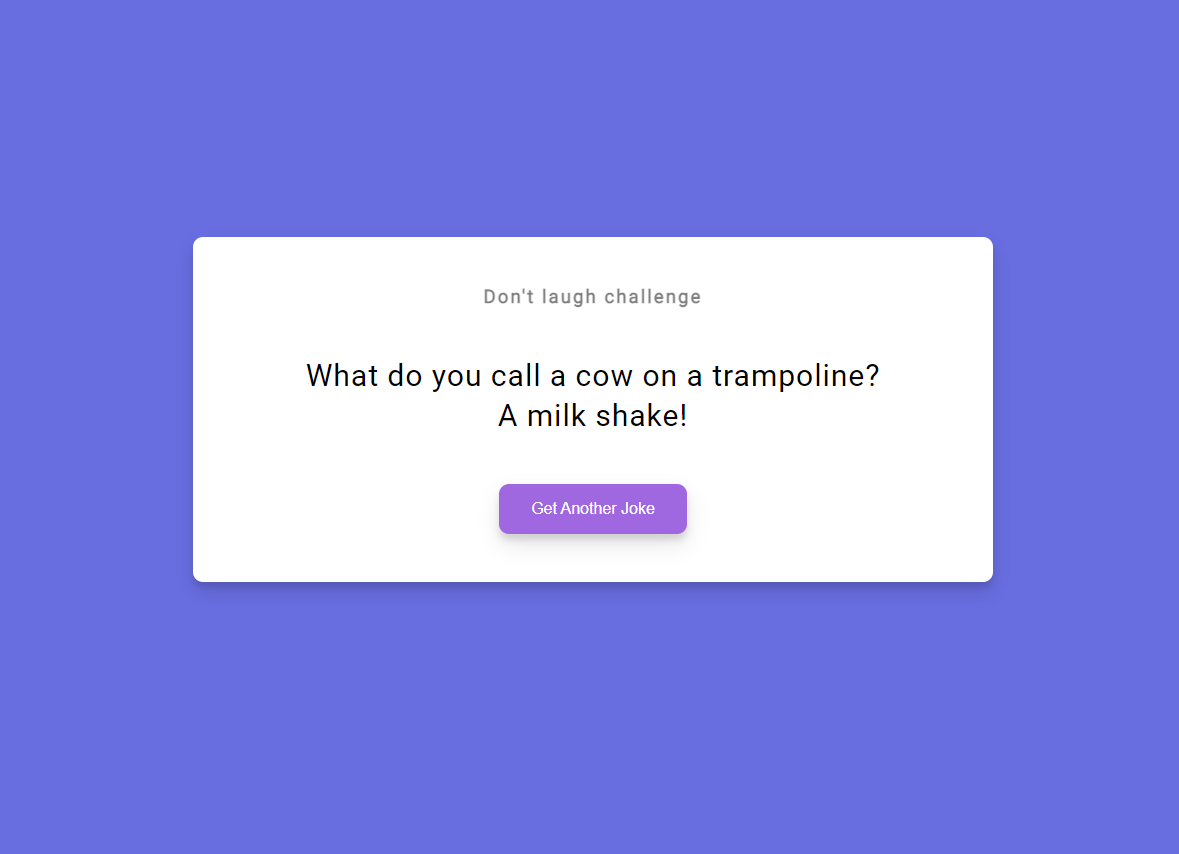 Don't laugh challenge
What do you call a cow on a trampoline?
A milk shake!
Get Another Joke